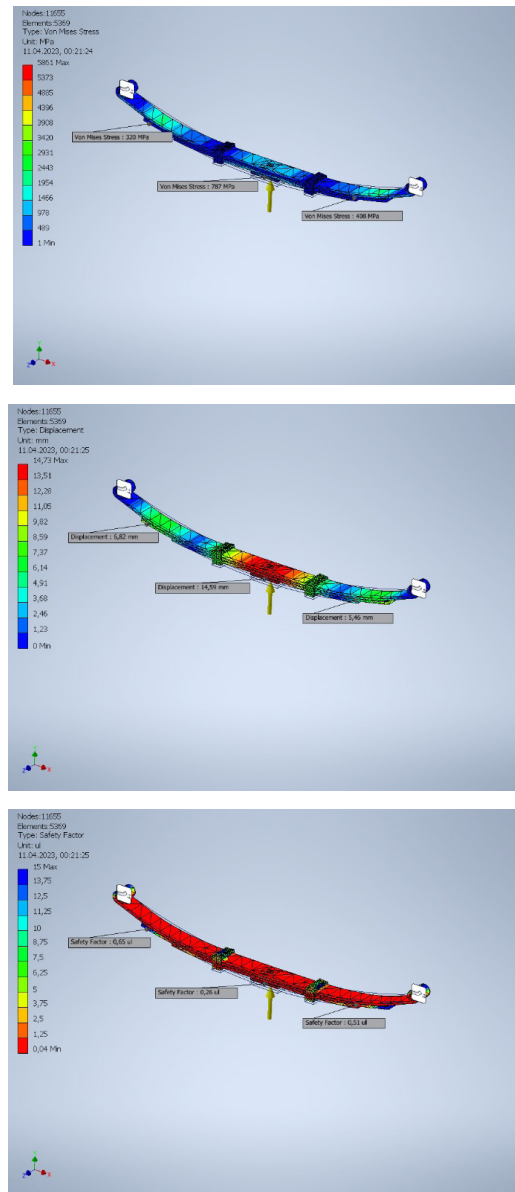 Nodes:11655
Elements:5369
Type: Von Mises Stress
Unit: MPa
11.04.2023, 00:21:24
5861 Max
5373
4885
4396
3908
3420
2931
2443
1954
1466
978
489
1 Min
Von Mises Stress : 320 MPa
Von Mises Stress : 787 MPa
Von Mises Stress : 408 MPa
Y
Z
X
Nodes:11655
Elements:5369
Type: Displacement
Unit: mm
11.04.2023, 00:21:25
14,73 Max
13,51
12,28
11,05
9,82
8,59
7,37
6,14
4,91
3,68
2,46
1,23
0 Min
Displacement : 6,82 mm
Displacement : 14,59 mm
Displacement : 5,46 mm
Y
Z
X
Nodes:11655
Elements:5369
Type: Safety Factor
Unit: ul
11.04.2023, 00:21:25
15 Max
13,75
12,5
11,25
10
8,75
7,5
6,25
5
3,75
2,5
1,25
0,04 Min
Safety Factor : 0,65 ul
Safety Factor : 0,26 ul
Safety Factor : 0,51 ul
Y
Z
X